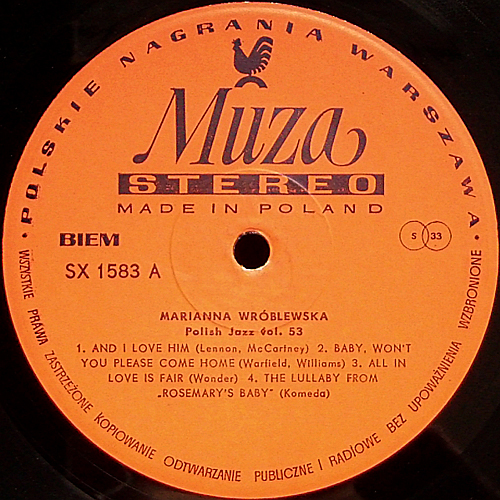 • POLSKIE NAGRANIA WARSZAWA •
Muza
STEREO
MADE IN POLAND
BIEM
S 33
SX 1583 A
MARIANNA WRÓBLEWSKA
Polish Jazz Vol. 53
1. AND I LOVE HIM (Lennon, McCartney) 2. BABY, WON'T
YOU PLEASE COME HOME (Warfield, Williams) 3. ALL IN
LOVE IS FAIR (Wonder) 4. THE LULLABY FROM
„ROSEMARY'S BABY" (Komeda)
WSZYSTKIE PRAWA ZASTRZEŻONE KOPIOWANIE ODTWARZANIE PUBLICZNE I RADIOWE BEZ UPOWAŻNIENIA WZBRONIONE